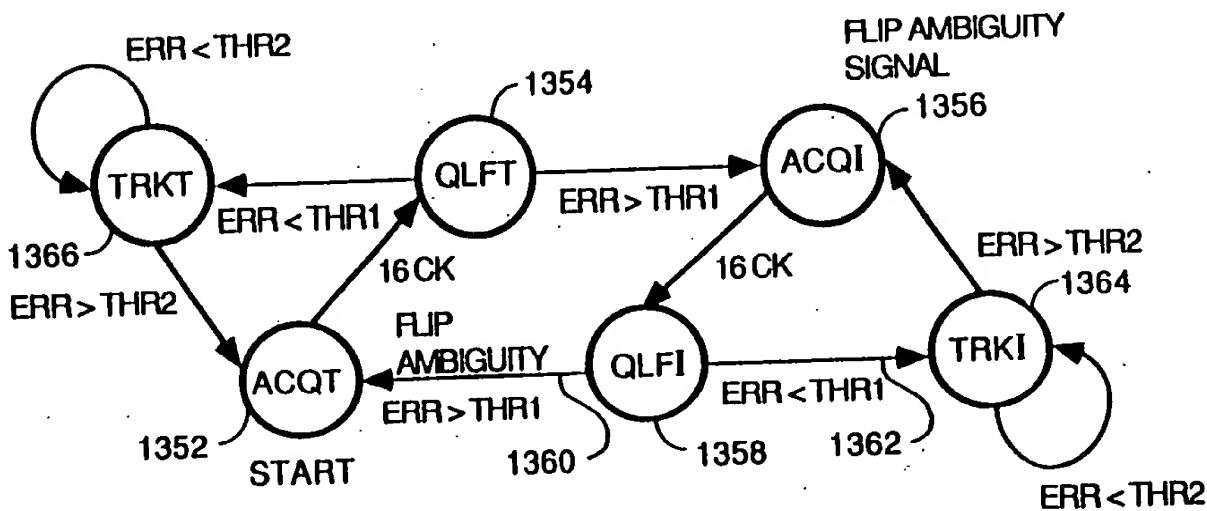 ERR < THR2
FLIP AMBIGUITY
SIGNAL
1354
1356
TRKT
QLFT
ACQI
ERR < THR1
ERR > THR1
1366
ERR > THR2
16 CK
16 CK
ERR > THR2
1364
FLIP
AMBIGUITY
ACQT
QLFI
TRKI
ERR > THR1
ERR < THR1
1352
START
1360
1358
1362
ERR < THR2